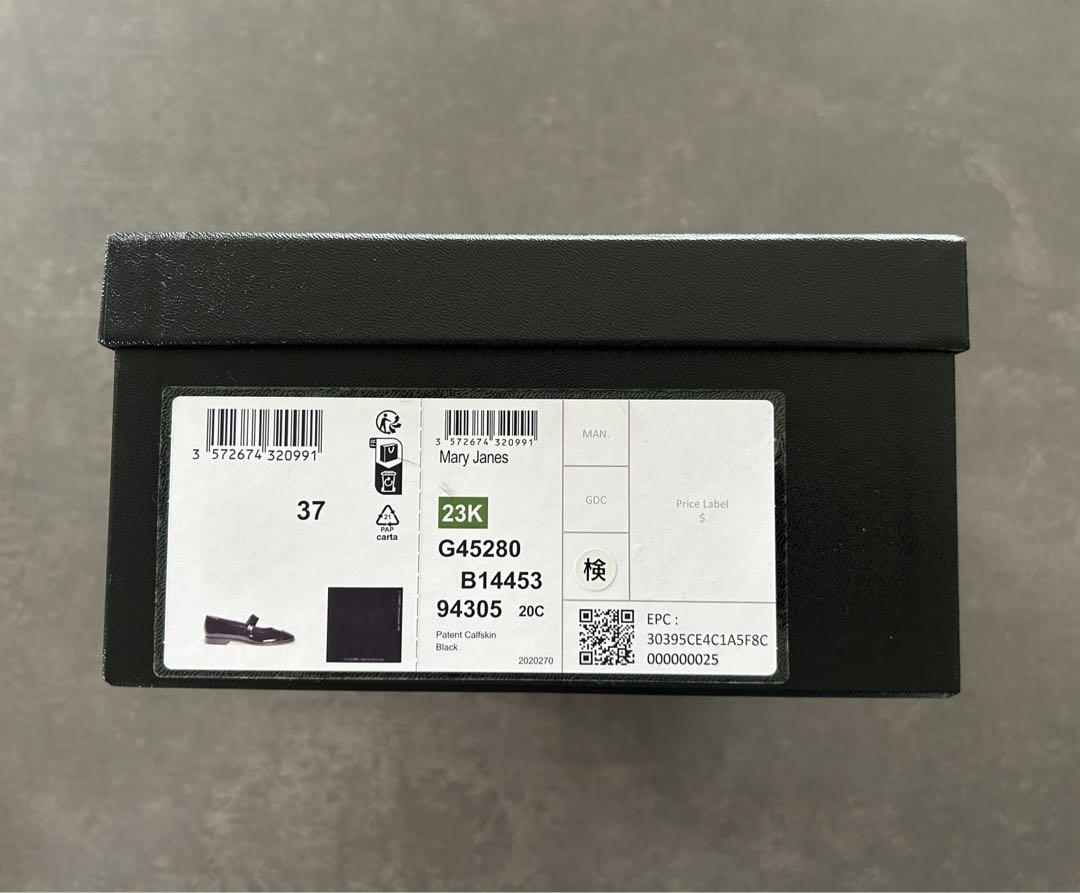 3 572674 320991
37
21
PAP
carta
3 572674 320991
Mary Janes
23K
G45280
B14453
94305 20C
Patent Calfskin
Black
2020270
MAN.
GDC
検
Price Label
$
EPC :
30395CE4C1A5F8C
000000025